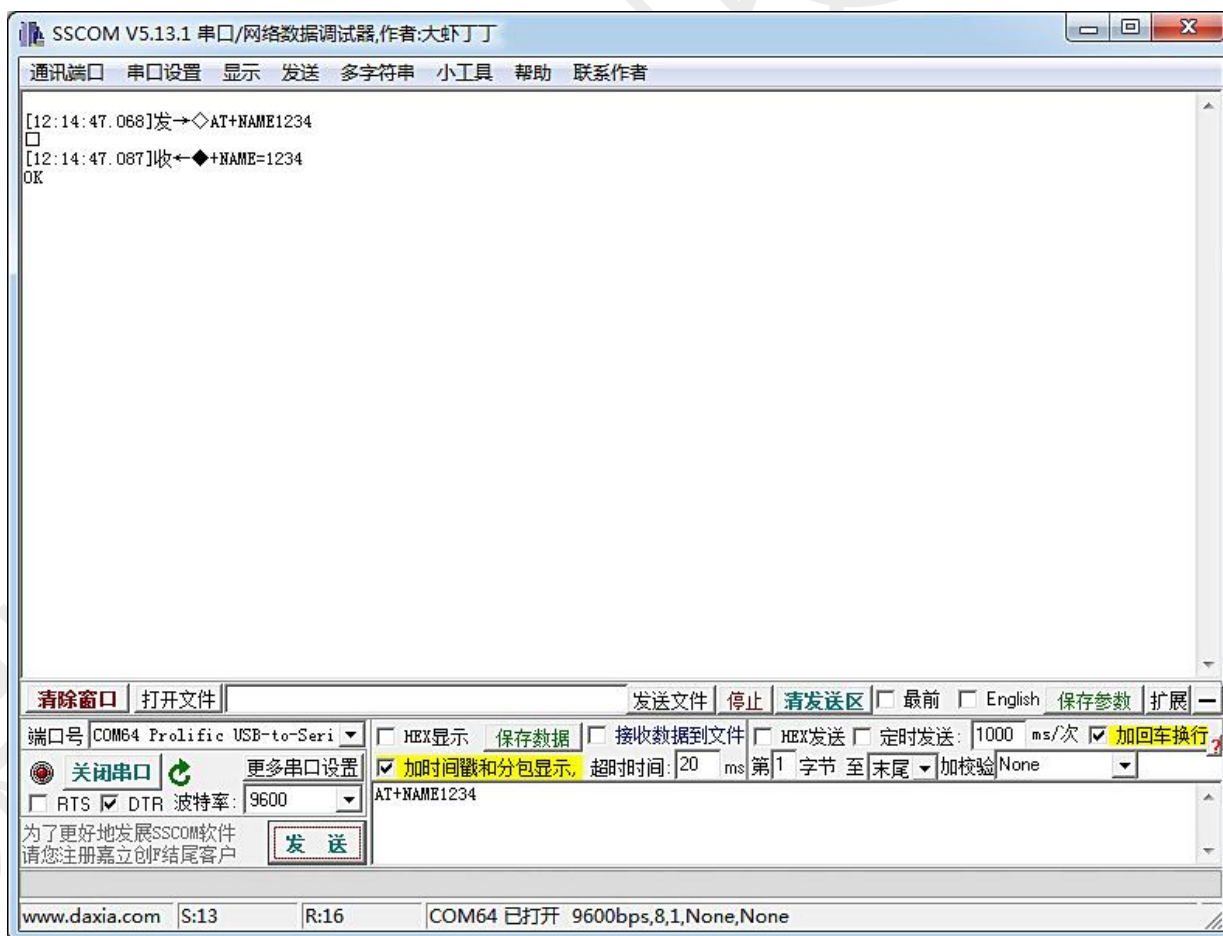 SSCOM V5.13.1 串口/网络数据调试器,作者:大虾丁丁
通讯端口 串口设置 显示 发送 多字符串 小工具 帮助 联系作者
[12:14:47.068]发→◇AT+NAME1234
□
[12:14:47.087]收←◆+NAME=1234
OK
清除窗口 打开文件 发送文件 停止 清发送区 最前 English 保存参数 扩展 —
端口号 COM64 Prolific USB-to-Seri HEX显示 保存数据 接收数据到文件 HEX发送 定时发送: 1000 ms/次 加回车换行 ?
关闭串口 更多串口设置 加时间戳和分包显示, 超时时间: 20 ms 第 1 字节 至 末尾 加校验 None
RTS DTR 波特率: 9600 AT+NAME1234
为了更好地发展SSCOM软件
请您注册嘉立创F结尾客户 发 送
www.daxia.com S:13 R:16 COM64 已打开 9600bps,8,1,None,None